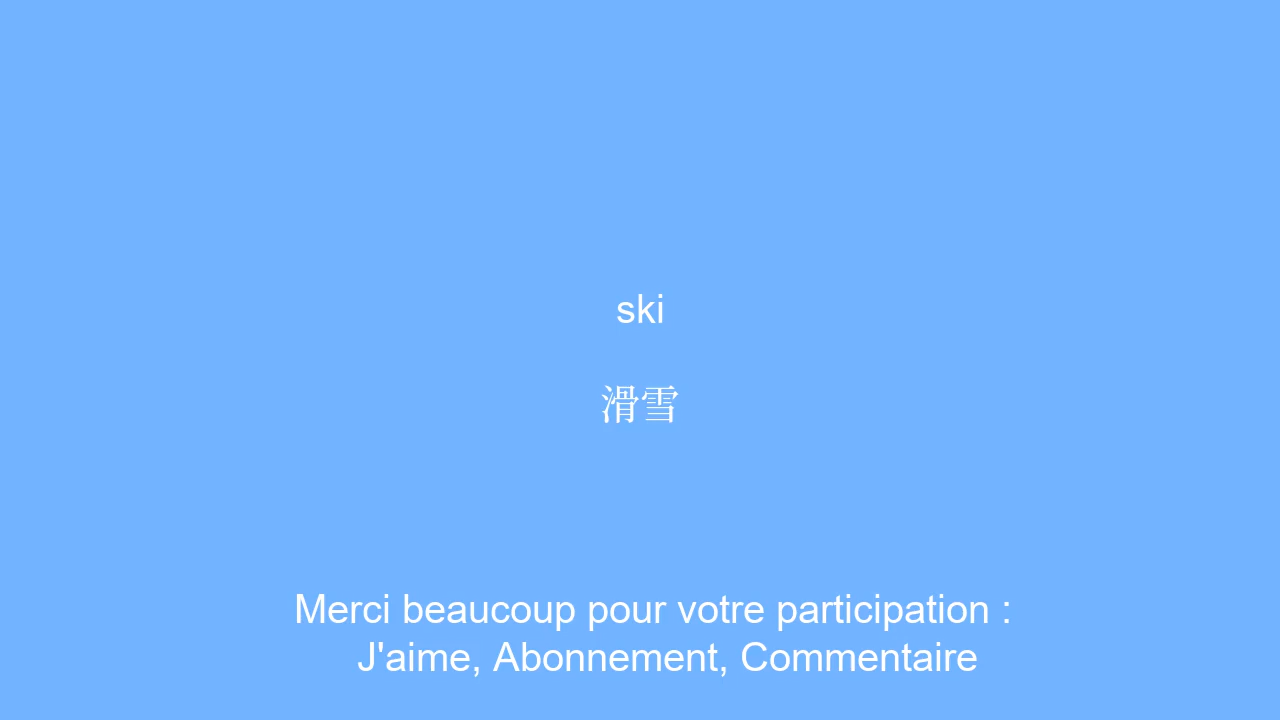 ski
滑雪
Merci beaucoup pour votre participation :
J'aime, Abonnement, Commentaire